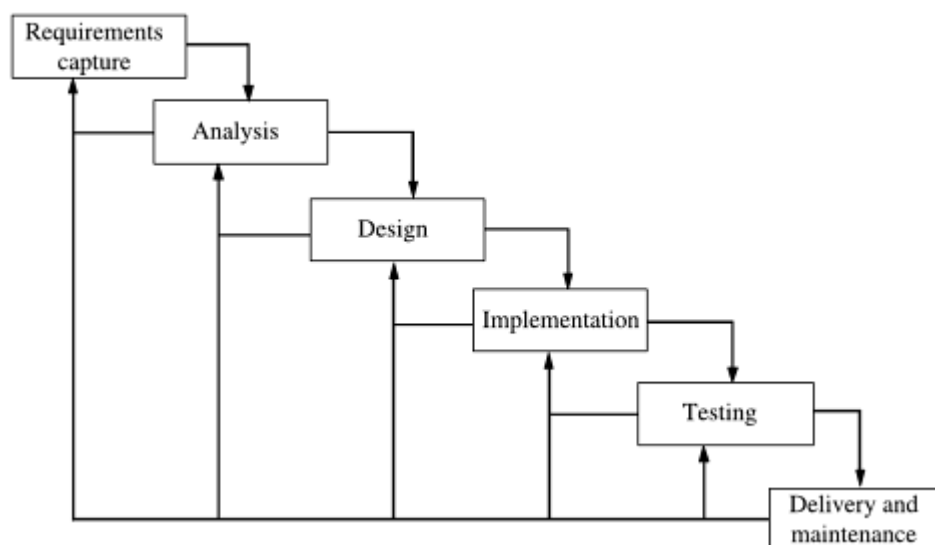 Requirements
capture
Analysis
Design
Implementation
Testing
Delivery and
maintenance